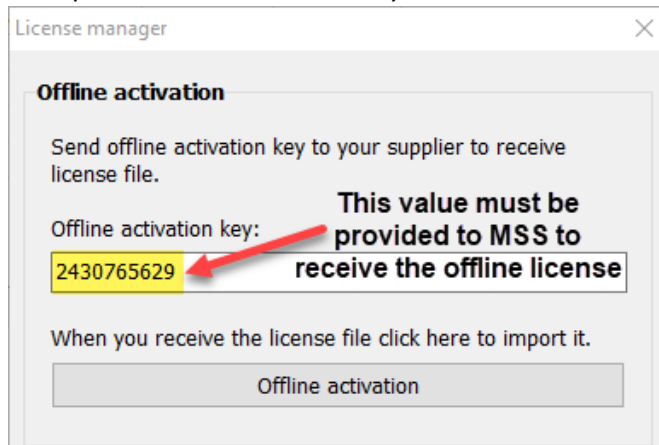 License manager
Offline activation
Send offline activation key to your supplier to receive
license file.
Offline activation key:
This value must be
provided to MSS to
receive the offline license
2430765629
When you receive the license file click here to import it.
Offline activation